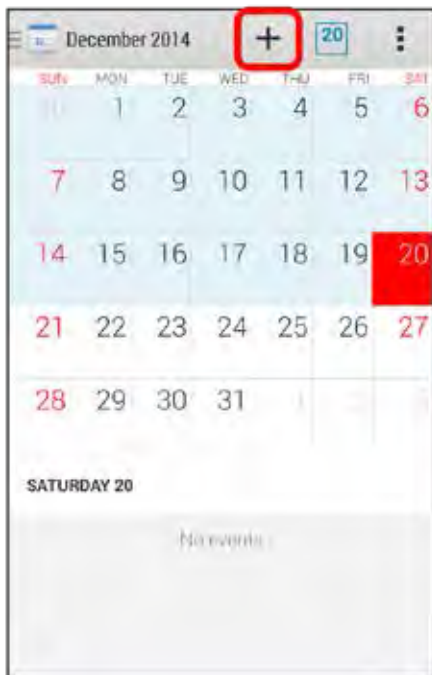 December 2014 + 20
SUN MON TUE WED THU FRI SAT
30 1 2 3 4 5 6
7 8 9 10 11 12 13
14 15 16 17 18 19 20
21 22 23 24 25 26 27
28 29 30 31 1 2 3
SATURDAY 20
No events